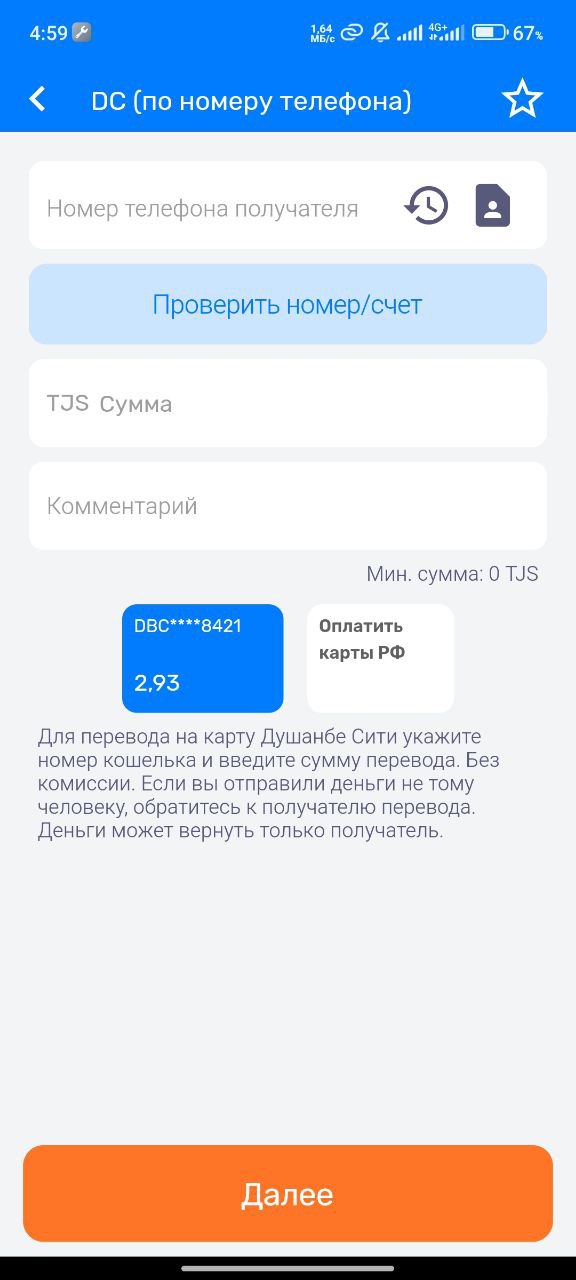 4:59
1,64
МБ/с
4G+
67%
DC (по номеру телефона)
Номер телефона получателя
Проверить номер/счет
TJS Сумма
Комментарий
Мин. сумма: 0 TJS
DBC****8421
2,93
Оплатить
карты РФ
Для перевода на карту Душанбе Сити укажите
номер кошелька и введите сумму перевода. Без
комиссии. Если вы отправили деньги не тому
человеку, обратитесь к получателю перевода.
Деньги может вернуть только получатель.
Далее